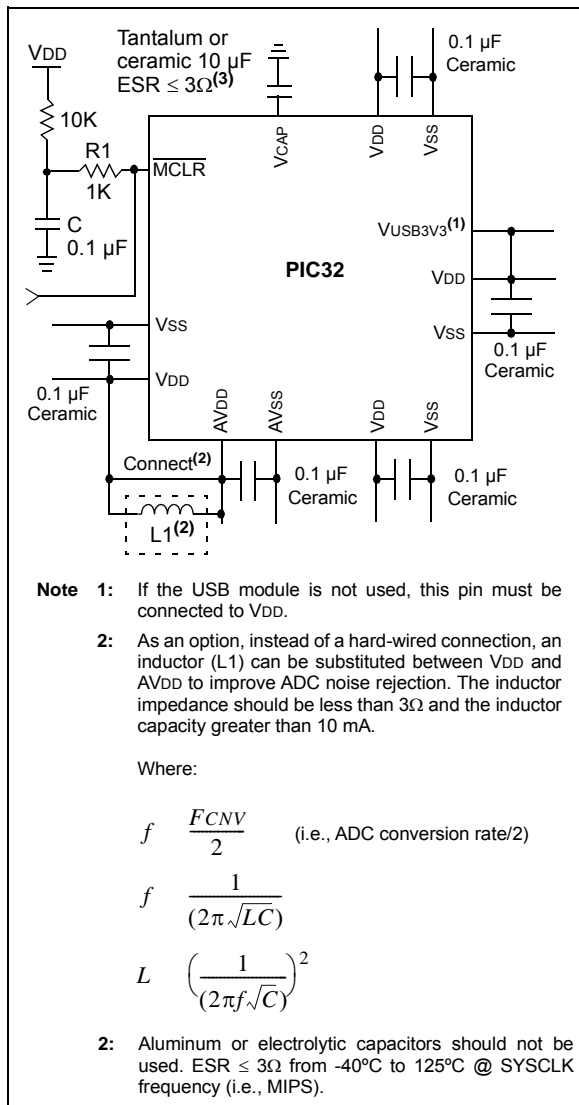 VDD
Tantalum or
ceramic 10 µF
ESR ≤ 3Ω(3)
0.1 µF
Ceramic
10K
R1
1K
MCLR
VCAP
VDD
VSS
C
0.1 µF
VUSB3V3(1)
PIC32
VDD
VSS
VSS
VDD
0.1 µF
Ceramic
0.1 µF
Ceramic
AVDD
AVSS
VDD
VSS
Connect(2)
0.1 µF
Ceramic
0.1 µF
Ceramic
L1(2)
Note 1: If the USB module is not used, this pin must be
connected to VDD.
2: As an option, instead of a hard-wired connection, an
inductor (L1) can be substituted between VDD and
AVDD to improve ADC noise rejection. The inductor
impedance should be less than 3Ω and the inductor
capacity greater than 10 mA.
Where:
f FCNV/2 (i.e., ADC conversion rate/2)
f 1/(2π√LC)
L (1/(2πf√C))²
2: Aluminum or electrolytic capacitors should not be
used. ESR ≤ 3Ω from -40ºC to 125ºC @ SYSCLK
frequency (i.e., MIPS).